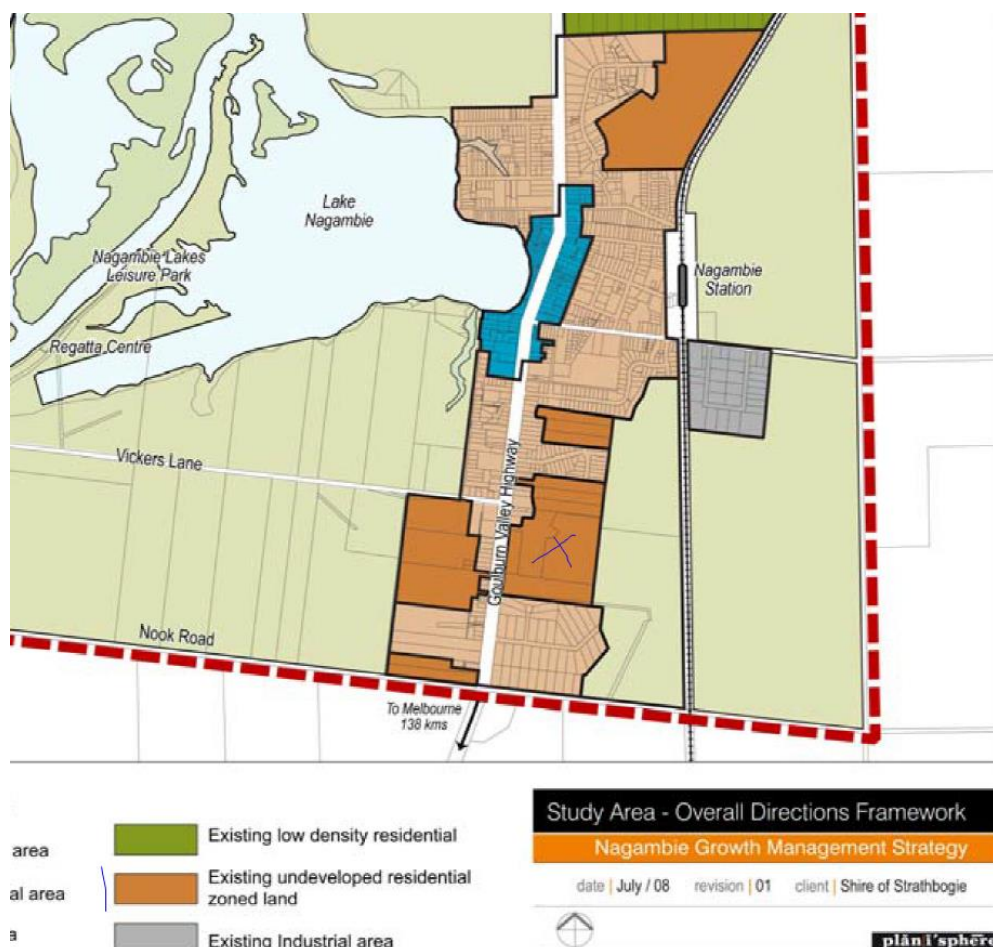 Lake
Nagambie
Nagambie Lakes
Leisure Park
Regatta Centre
Nagambie
Station
Vickers Lane
Goulburn Valley Highway
Nook Road
To Melbourne
138 kms
area
al area
a
Existing low density residential
Existing undeveloped residential
zoned land
Existing Industrial area
Study Area - Overall Directions Framework
Nagambie Growth Management Strategy
date | July / 08 revision | 01 client | Shire of Strathbogie
plan i'sphere